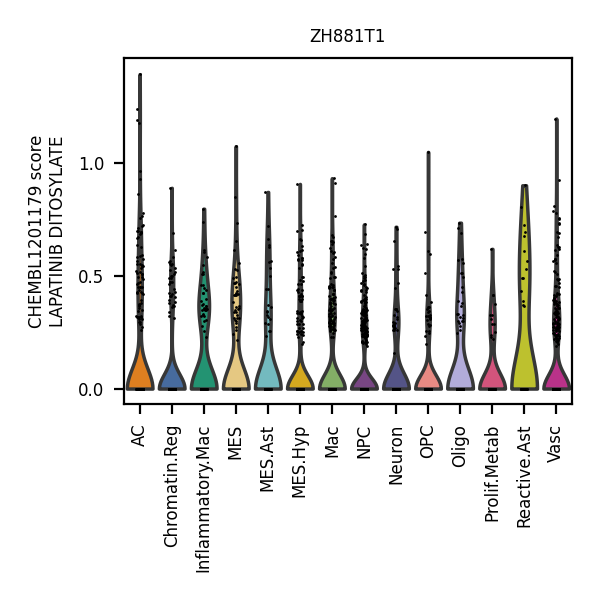 ZH881T1
CHEMBL1201179 score
LAPATINIB DITOSYLATE
1.0
0.5
0.0
AC
Chromatin.Reg
Inflammatory.Mac
MES
MES.Ast
MES.Hyp
Mac
NPC
Neuron
OPC
Oligo
Prolif.Metab
Reactive.Ast
Vasc